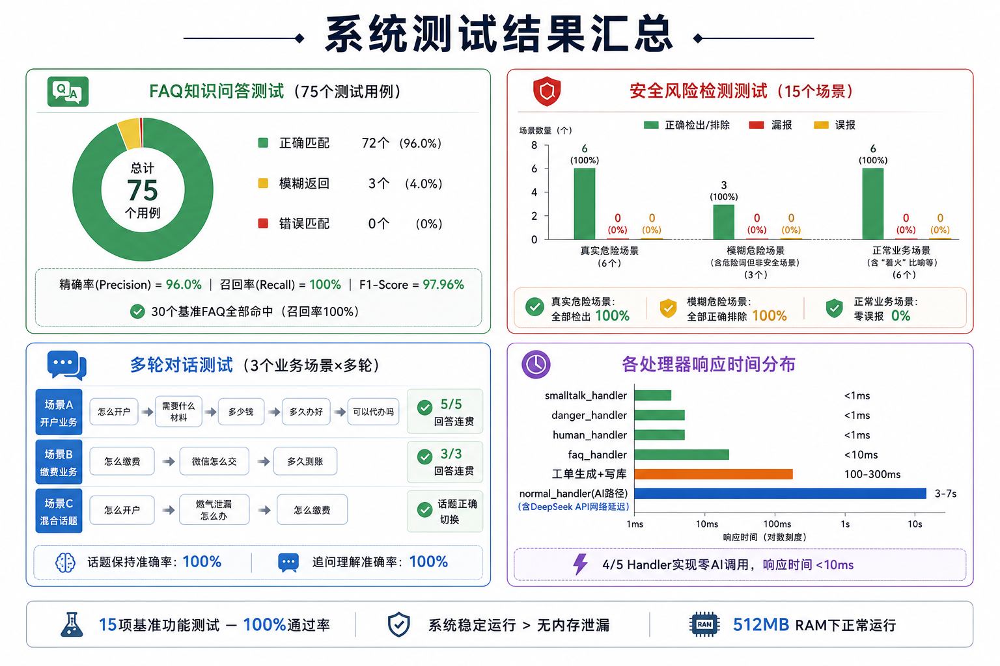 系统测试结果汇总
FAQ知识问答测试（75个测试用例）
总计
75
个用例
正确匹配 72个 (96.0%)
模糊返回 3个 (4.0%)
错误匹配 0个 (0%)
精确率(Precision) = 96.0% | 召回率(Recall) = 100% | F1-Score = 97.96%
30个基准FAQ全部命中（召回率100%）
安全风险检测测试（15个场景）
正确检出/排除 漏报 误报
场景数量（个）
8
6
4
2
0
6
(100%)
0
(0%)
0
(0%)
3
(100%)
0
(0%)
0
(0%)
6
(100%)
0
(0%)
0
(0%)
真实危险场景
（6个）
模糊危险场景
（含危险词但非安全场景）
（3个）
正常业务场景
（含“着火”比喻等）
（6个）
真实危险场景：
全部检出 100%
模糊危险场景：
全部正确排除 100%
正常业务场景：
零误报 0%
多轮对话测试（3个业务场景×多轮）
场景A
开户业务
怎么开户
需要什么
材料
多少钱
多久办好
可以代办吗
5/5
回答连贯
场景B
缴费业务
怎么缴费
微信怎么交
多久到账
3/3
回答连贯
场景C
混合话题
怎么开户
燃气泄漏
怎么办
怎么缴费
话题正确
切换
话题保持准确率：100%
追问理解准确率：100%
各处理器响应时间分布
smalltalk_handler <1ms
danger_handler <1ms
human_handler <1ms
faq_handler <10ms
工单生成+写库 100-300ms
normal_handler(AI路径) 3-7s
(含DeepSeek API网络延迟)
1ms 10ms 100ms 1s 10s
响应时间（对数刻度）
4/5 Handler实现零AI调用，响应时间 <10ms
15项基准功能测试 — 100%通过率
系统稳定运行 > 无内存泄漏
RAM
512MB RAM下正常运行